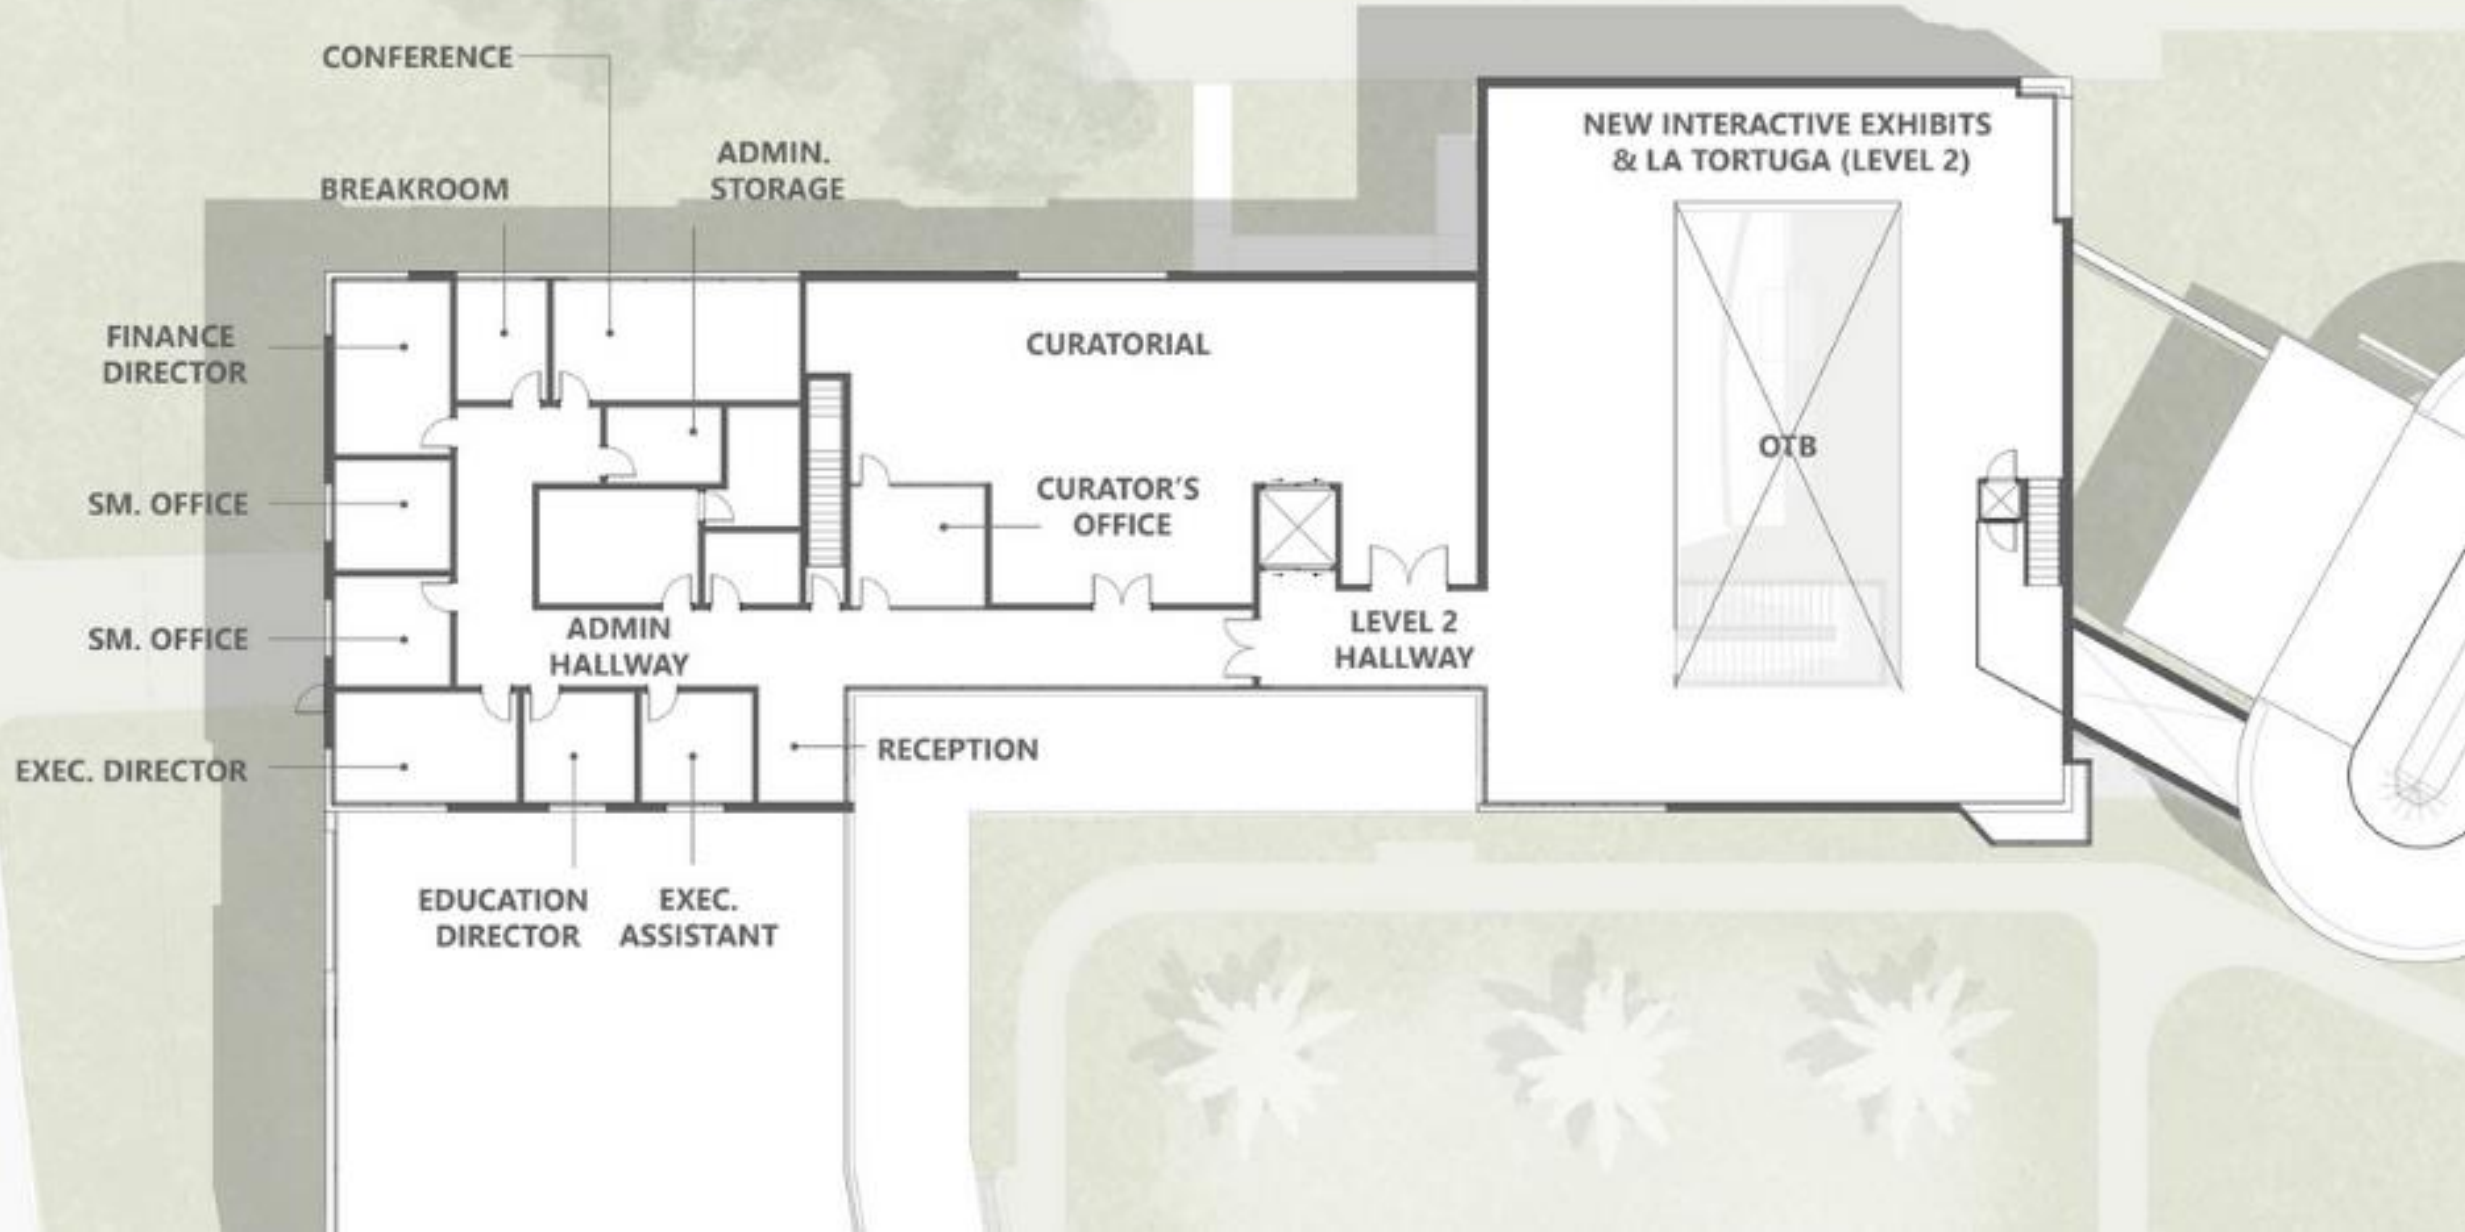 CONFERENCE
ADMIN.
STORAGE
BREAKROOM
NEW INTERACTIVE EXHIBITS
& LA TORTUGA (LEVEL 2)
FINANCE
DIRECTOR
CURATORIAL
OTB
SM. OFFICE
CURATOR'S
OFFICE
SM. OFFICE
ADMIN
HALLWAY
LEVEL 2
HALLWAY
EXEC. DIRECTOR
RECEPTION
EDUCATION
DIRECTOR
EXEC.
ASSISTANT